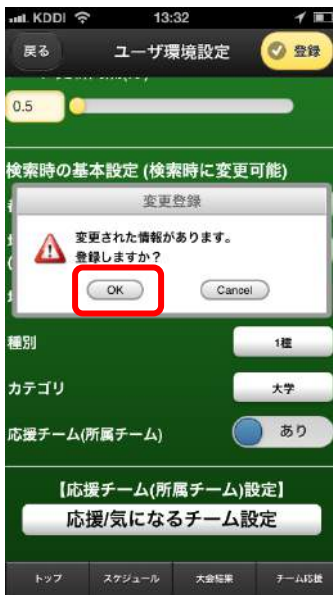 KDDI 13:32
戻る ユーザ環境設定 登録
0.5
検索時の基本設定 (検索時に変更可能)
変更登録
変更された情報があります。
登録しますか？
OK Cancel
種別 1種
カテゴリ 大学
応援チーム(所属チーム) あり
【応援チーム(所属チーム)設定】
応援/気になるチーム設定
トップ スケジュール 大会結果 チーム応援